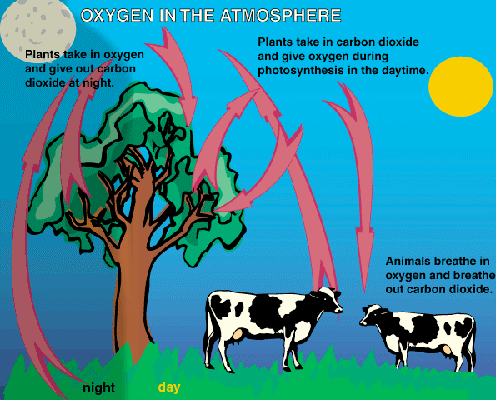 OXYGEN IN THE ATMOSPHERE
Plants take in oxygen
and give out carbon
dioxide at night.
Plants take in carbon dioxide
and give oxygen during
photosynthesis in the daytime.
Animals breathe in
oxygen and breathe
out carbon dioxide.
night
day